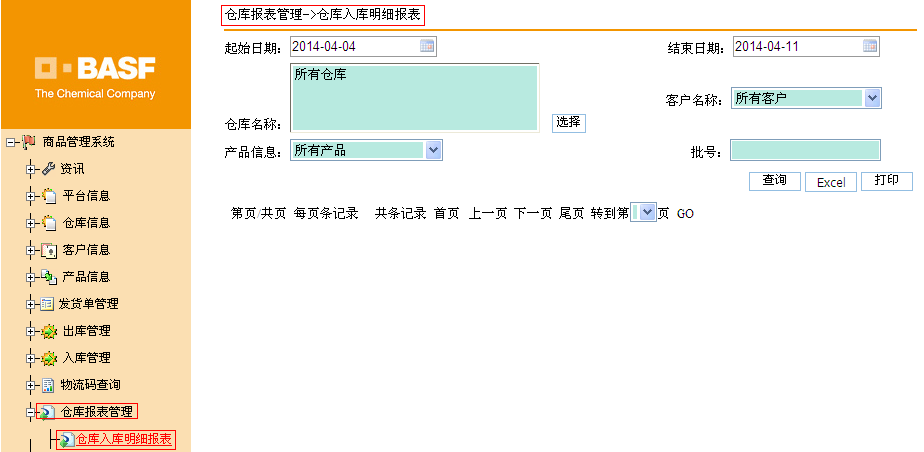 BASF
The Chemical Company
商品管理系统
资讯
平台信息
仓库信息
客户信息
产品信息
发货单管理
出库管理
入库管理
物流码查询
仓库报表管理
仓库入库明细报表
仓库报表管理->仓库入库明细报表
起始日期: 2014-04-04 结束日期: 2014-04-11
仓库名称: 所有仓库 选择 客户名称: 所有客户
产品信息: 所有产品 批号:
查询 Excel 打印
第页/共页 每页条记录 共条记录 首页 上一页 下一页 尾页 转到第 页 GO